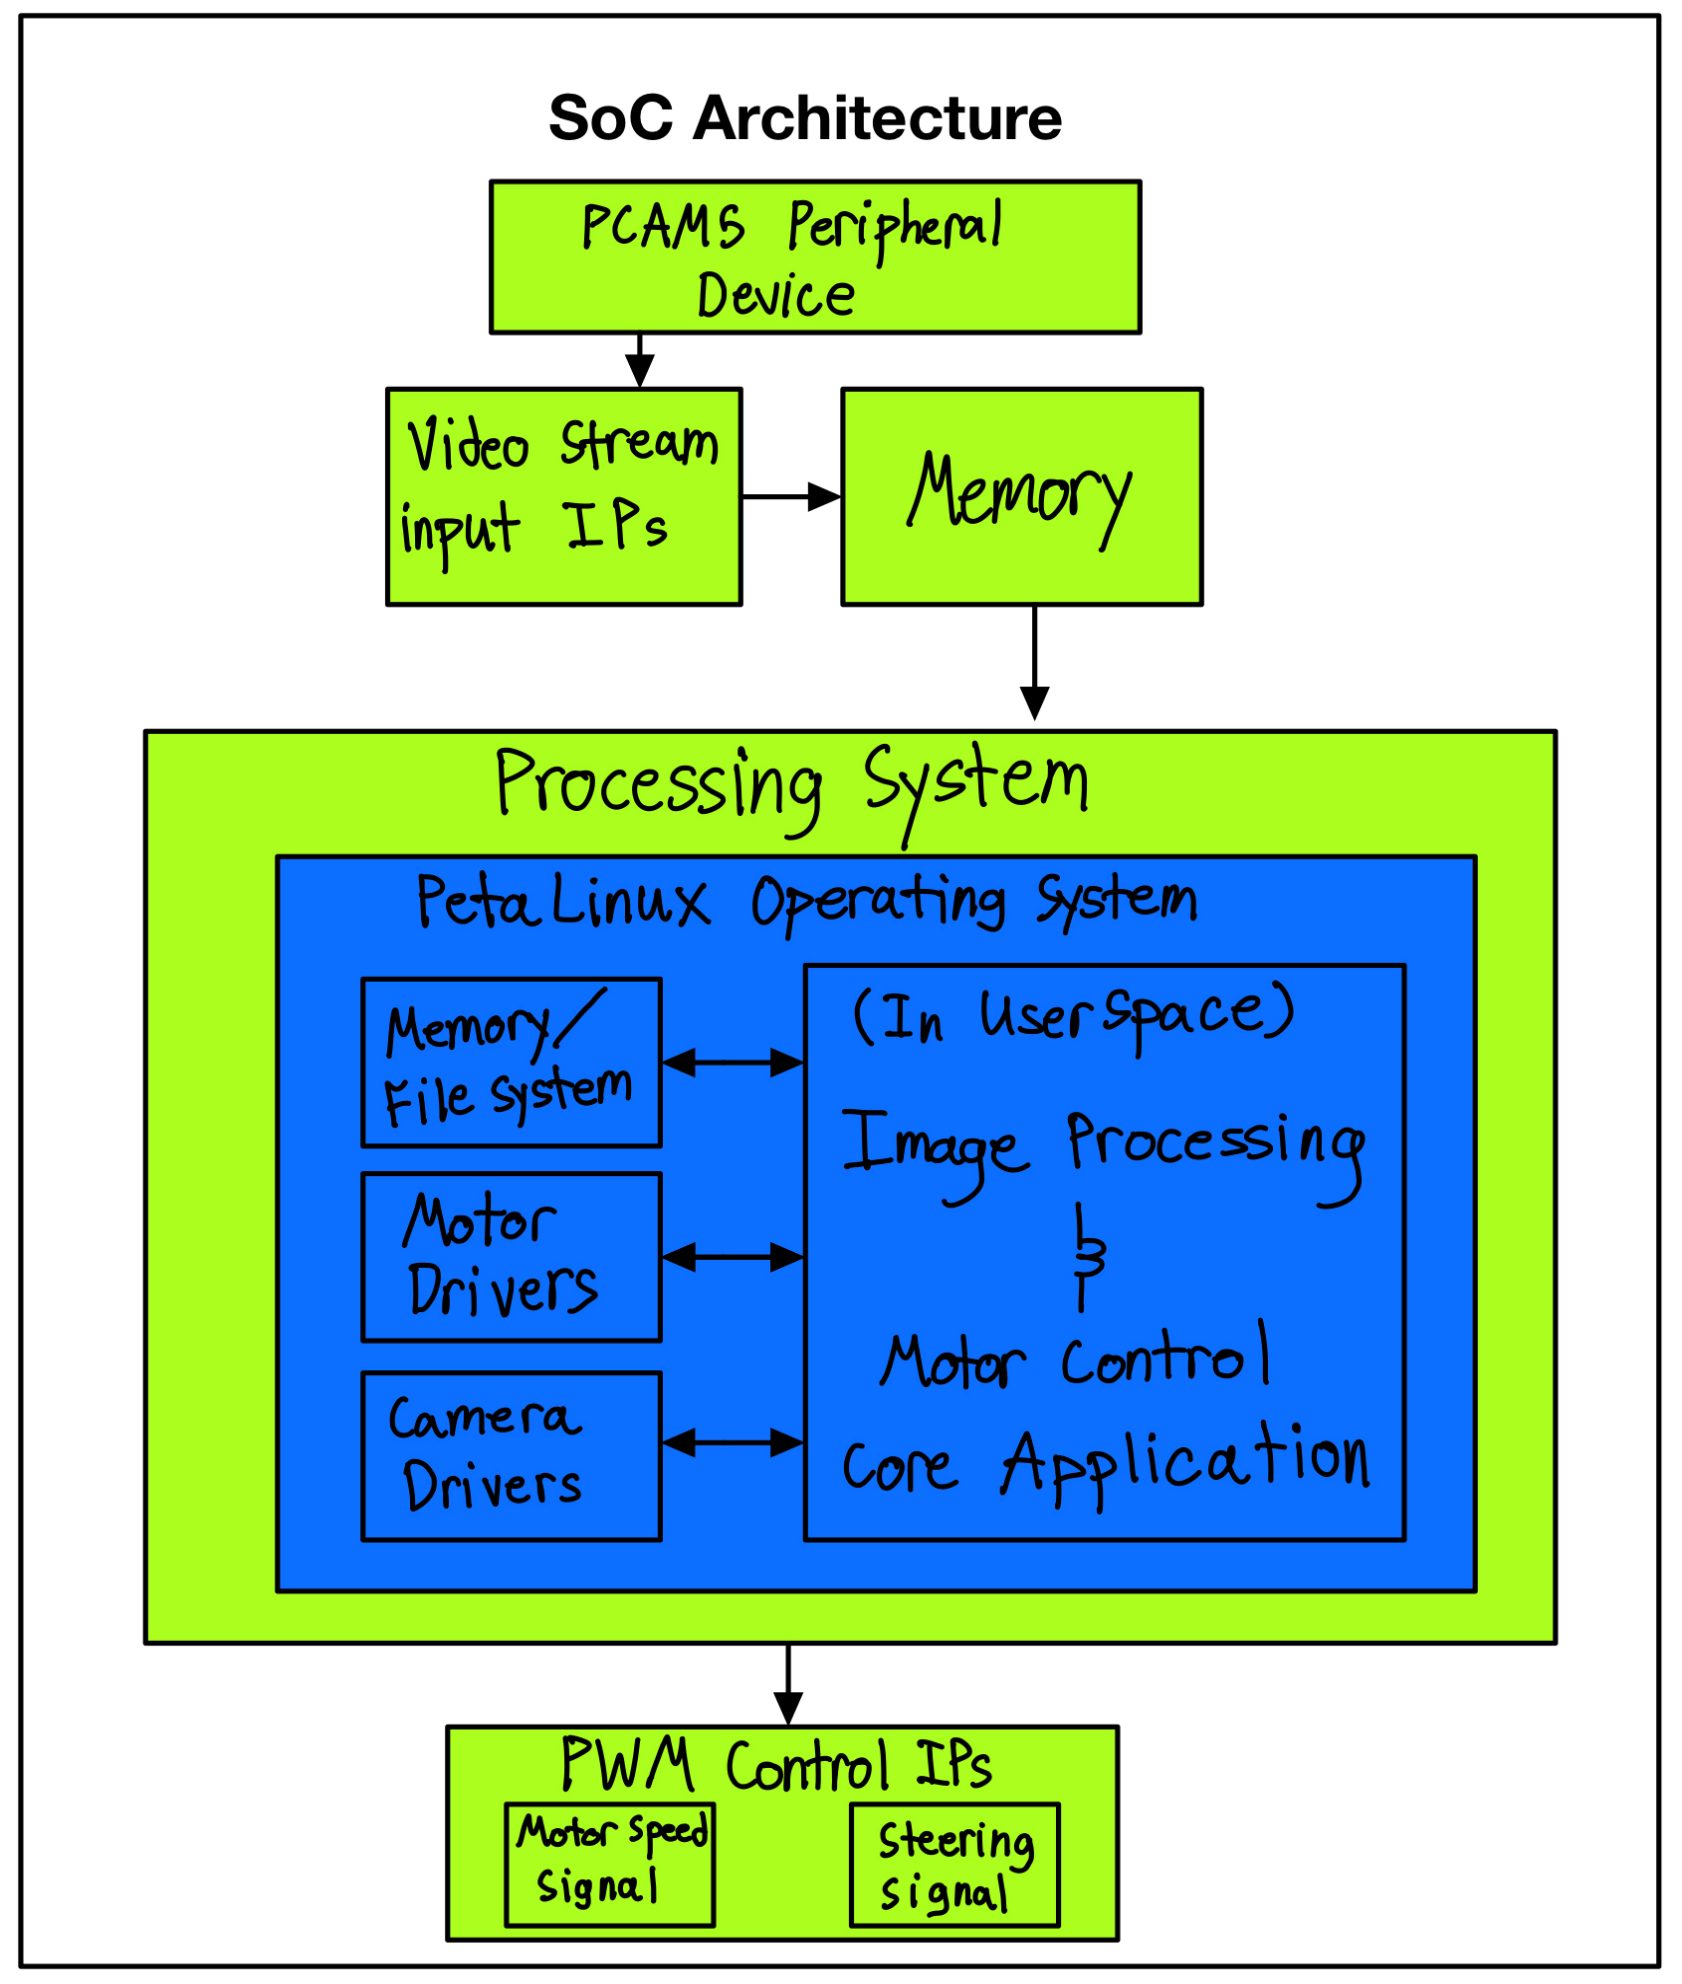 SoC Architecture
PCAM5 Peripheral
Device
Video Stream
input IPs
Memory
Processing System
PetaLinux Operating System
Memory/
File System
Motor
Drivers
Camera
Drivers
(In Userspace)
Image Processing
&
Motor Control
Core Application
PWM Control IPs
Motor Speed
Signal
Steering
Signal